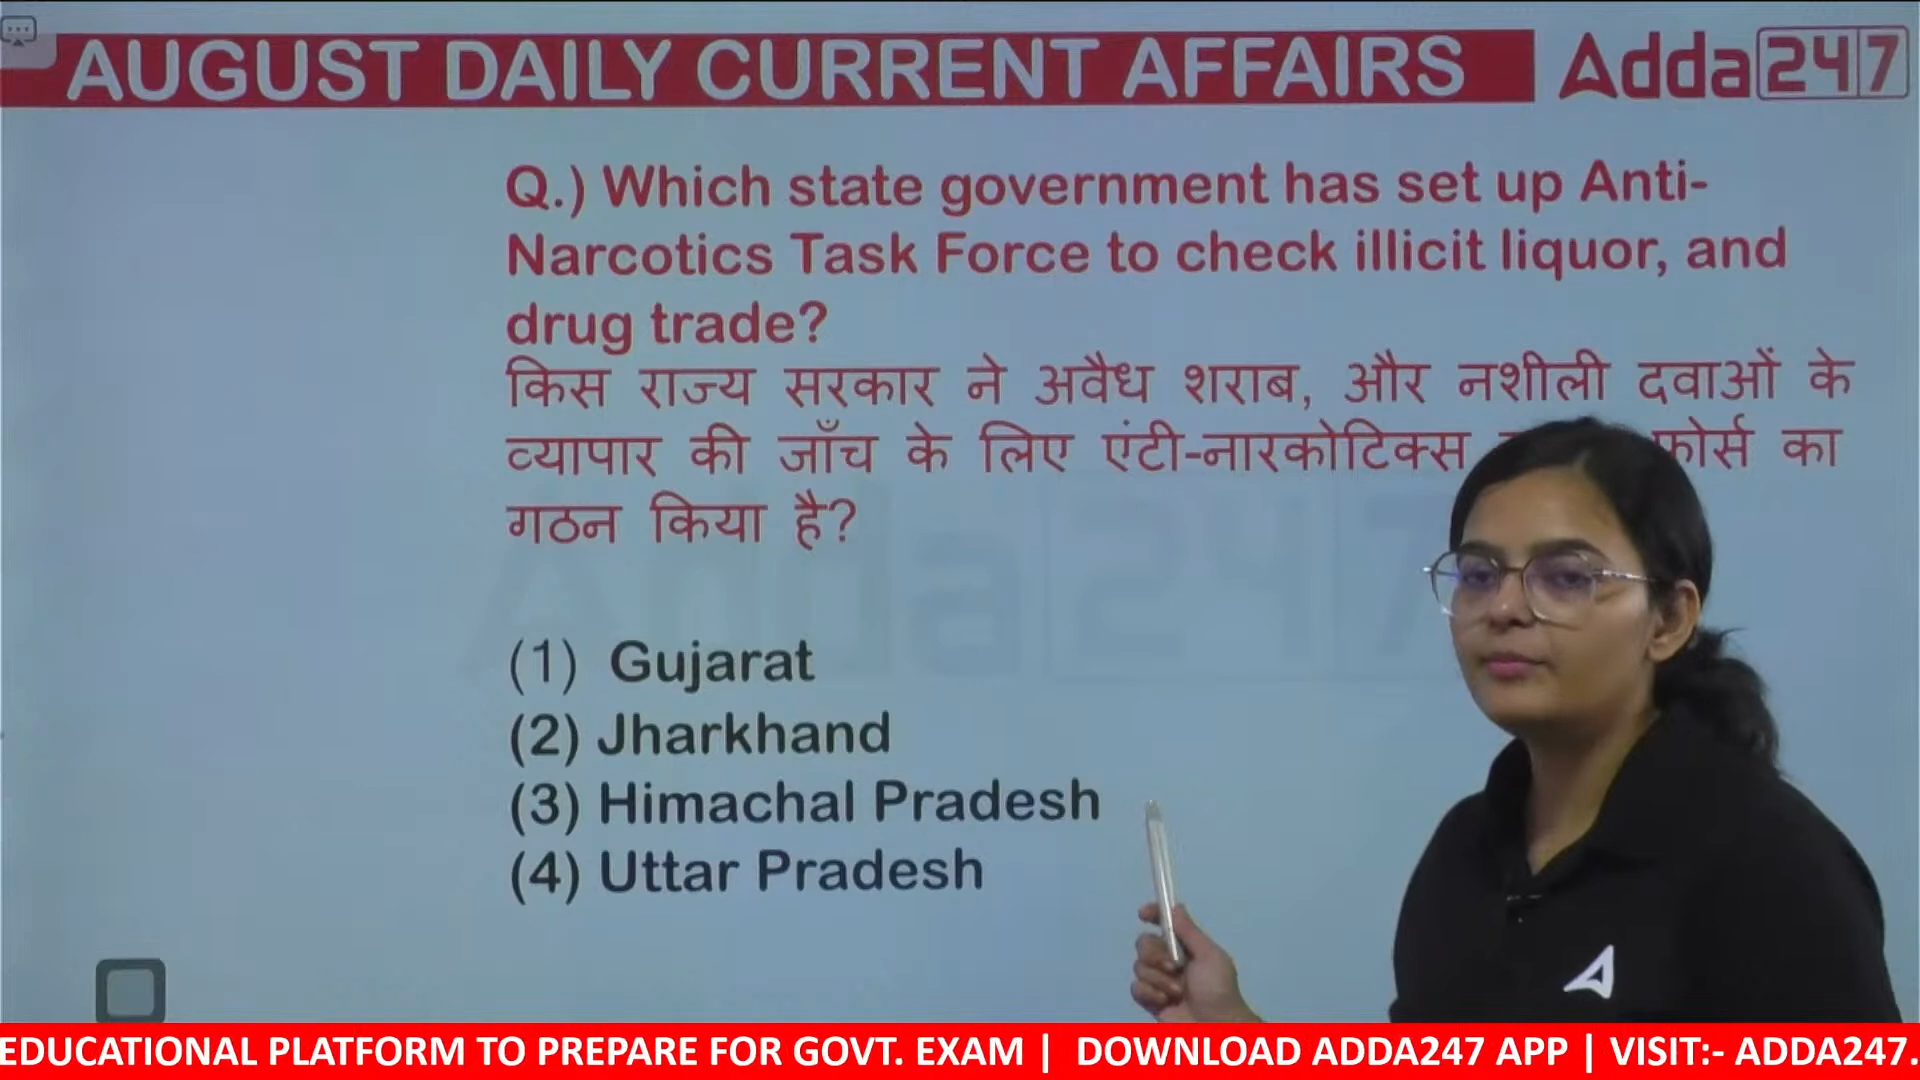 AUGUST DAILY CURRENT AFFAIRS
Adda247
Q.) Which state government has set up Anti-
Narcotics Task Force to check illicit liquor, and
drug trade?
किस राज्य सरकार ने अवैध शराब, और नशीली दवाओं के
व्यापार की जाँच के लिए एंटी-नारकोटिक्स फोर्स का
गठन किया है?
Adda247
(1) Gujarat
(2) Jharkhand
(3) Himachal Pradesh
(4) Uttar Pradesh
EDUCATIONAL PLATFORM TO PREPARE FOR GOVT. EXAM | DOWNLOAD ADDA247 APP | VISIT:- ADDA247.